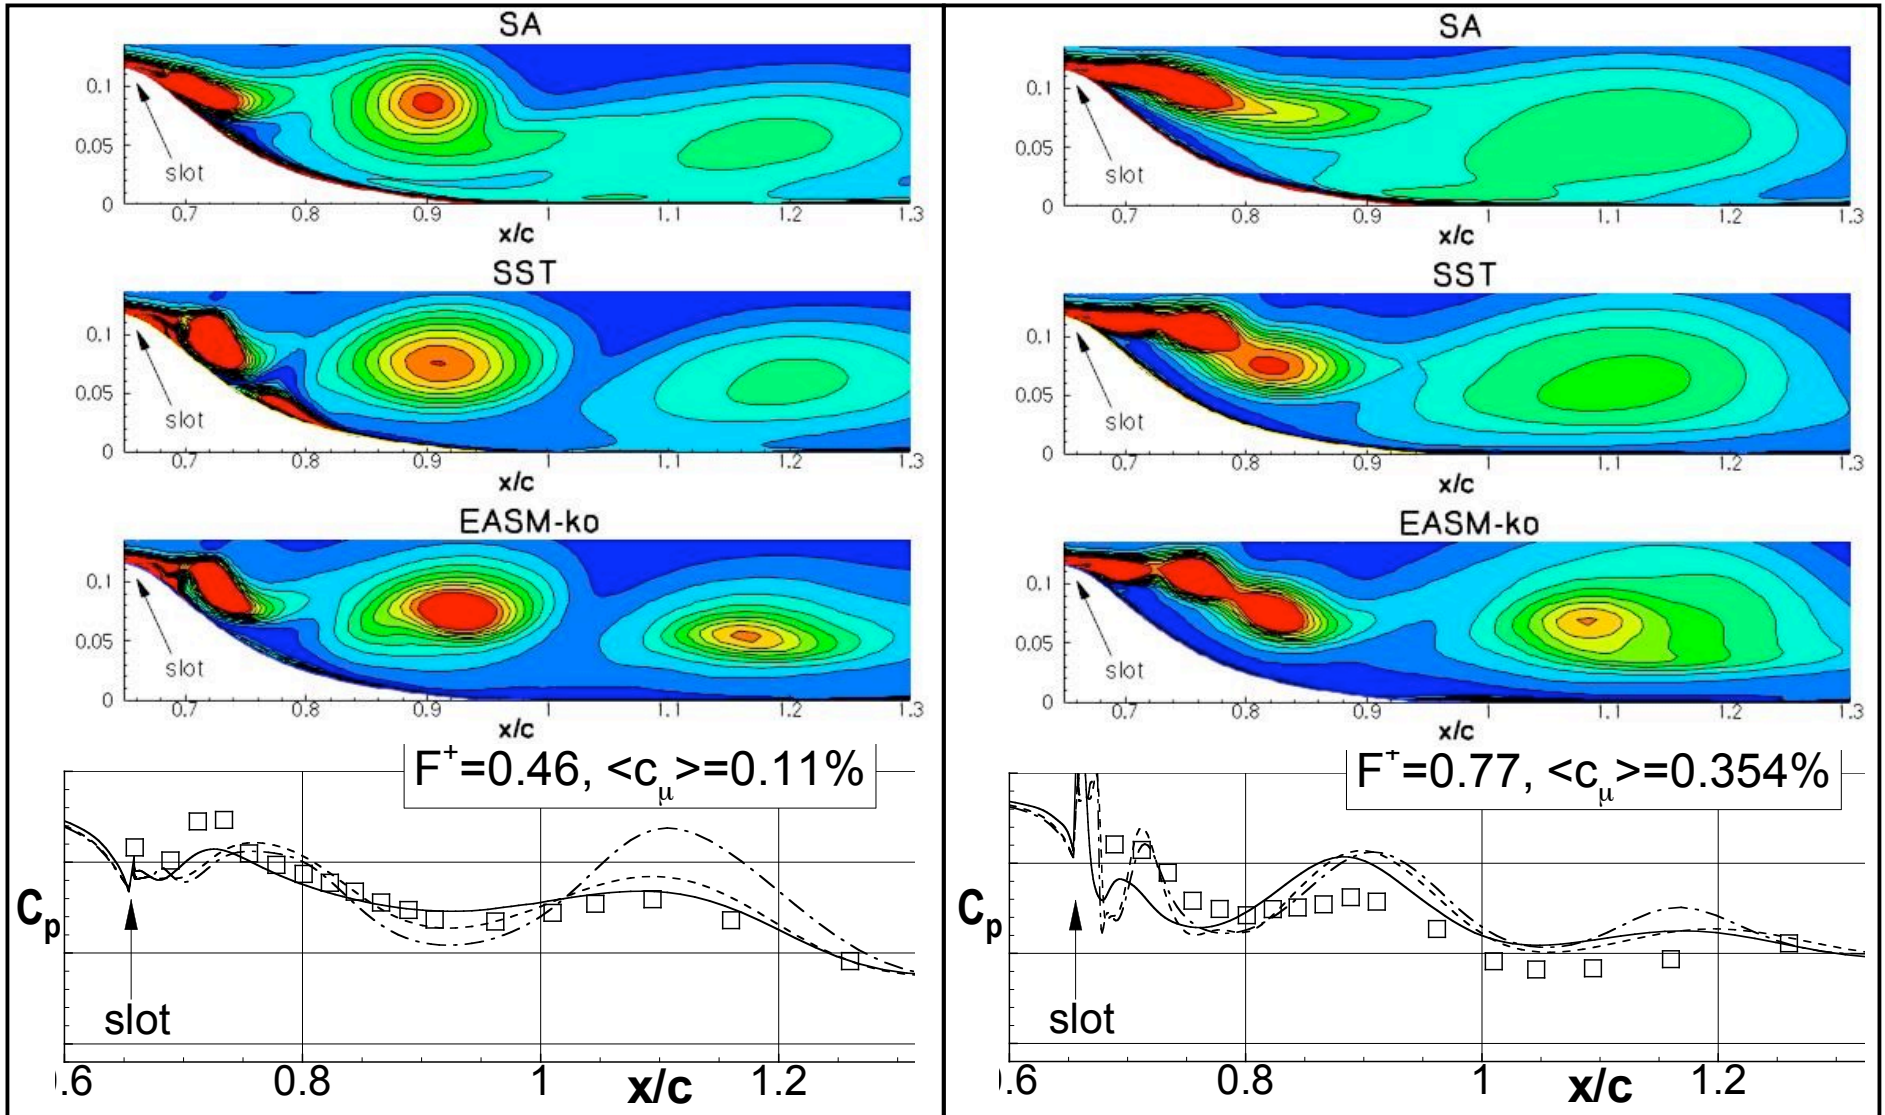 SA
0.1
0.05
0
slot
0.7 0.8 0.9 1 1.1 1.2 1.3
x/c
SST
0.1
0.05
0
slot
0.7 0.8 0.9 1 1.1 1.2 1.3
x/c
EASM-ko
0.1
0.05
0
slot
0.7 0.8 0.9 1 1.1 1.2 1.3
x/c
F+=0.46, <cμ>=0.11%
Cp
slot
.6 0.8 1 x/c 1.2
SA
0.1
0.05
0
slot
0.7 0.8 0.9 1 1.1 1.2 1.3
x/c
SST
0.1
0.05
0
slot
0.7 0.8 0.9 1 1.1 1.2 1.3
x/c
EASM-ko
0.1
0.05
0
slot
0.7 0.8 0.9 1 1.1 1.2 1.3
x/c
F+=0.77, <cμ>=0.354%
Cp
slot
.6 0.8 1 x/c 1.2